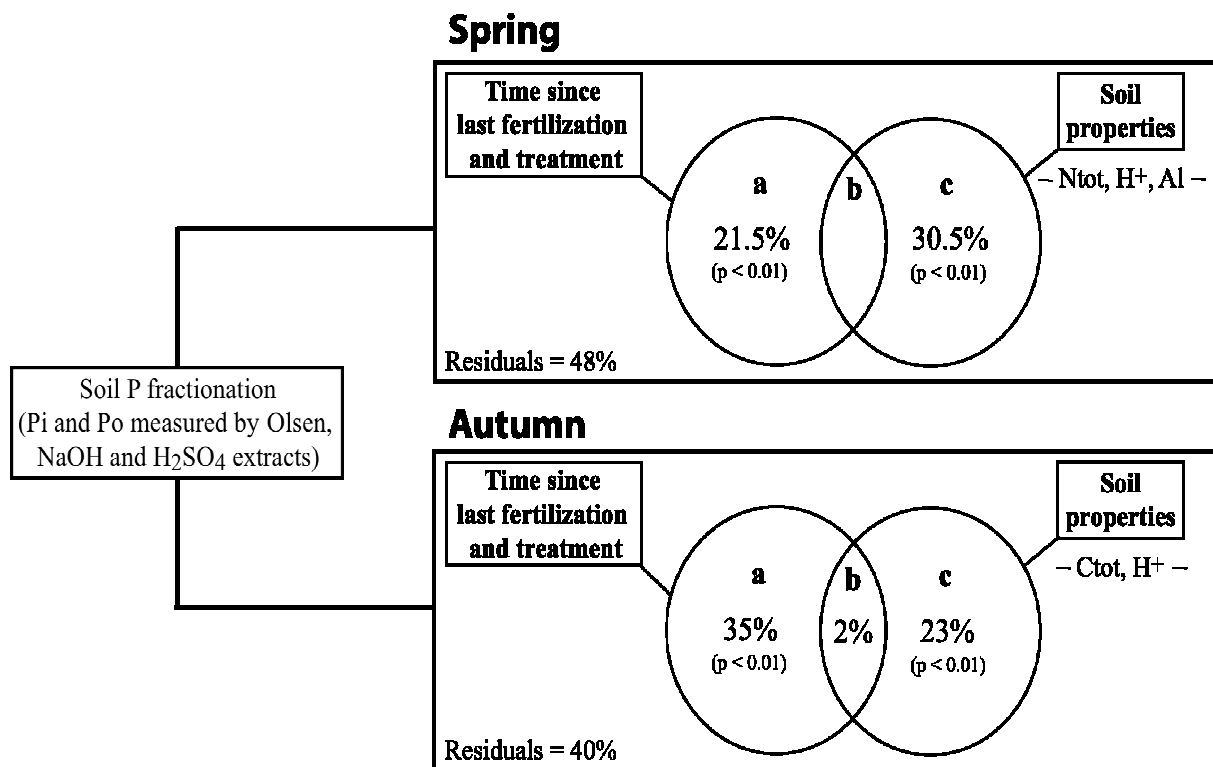 Spring
Time since
last fertilization
and treatment
Soil
properties
– Ntot, H⁺, Al –
a
b
c
21.5%
(p < 0.01)
30.5%
(p < 0.01)
Residuals = 48%
Soil P fractionation
(Pi and Po measured by Olsen,
NaOH and H₂SO₄ extracts)
Autumn
Time since
last fertilization
and treatment
Soil
properties
– Ctot, H⁺ –
a
b
c
35%
(p < 0.01)
2%
23%
(p < 0.01)
Residuals = 40%